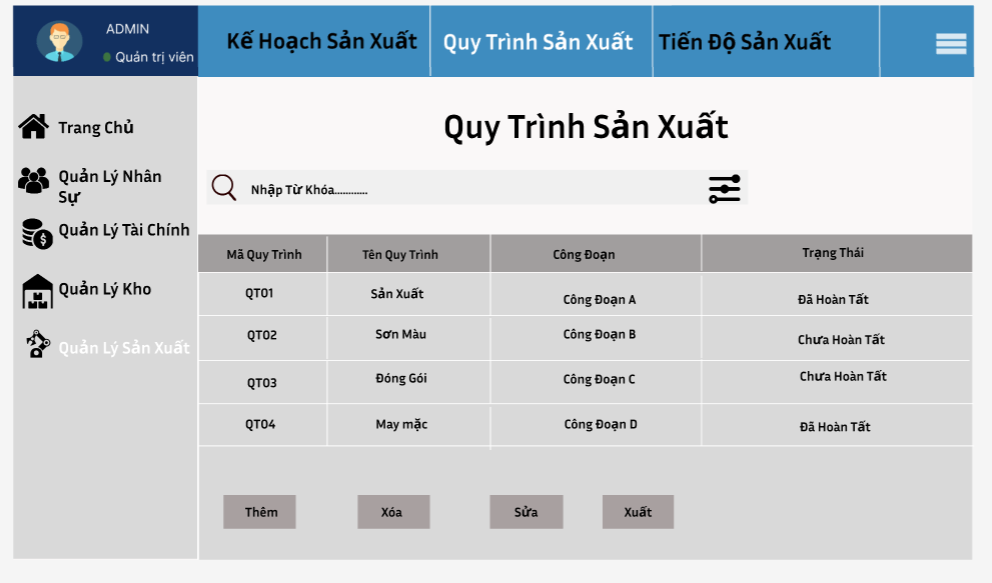 ADMIN
Quản trị viên
Kế Hoạch Sản Xuất
Quy Trình Sản Xuất
Tiến Độ Sản Xuất
Trang Chủ
Quản Lý Nhân
Sự
Quản Lý Tài Chính
Quản Lý Kho
Quản Lý Sản Xuất
Quy Trình Sản Xuất
Nhập Từ Khóa............
Mã Quy Trình Tên Quy Trình Công Đoạn Trạng Thái
QT01 Sản Xuất Công Đoạn A Đã Hoàn Tất
QT02 Sơn Màu Công Đoạn B Chưa Hoàn Tất
QT03 Đóng Gói Công Đoạn C Chưa Hoàn Tất
QT04 May mặc Công Đoạn D Đã Hoàn Tất
Thêm Xóa Sửa Xuất